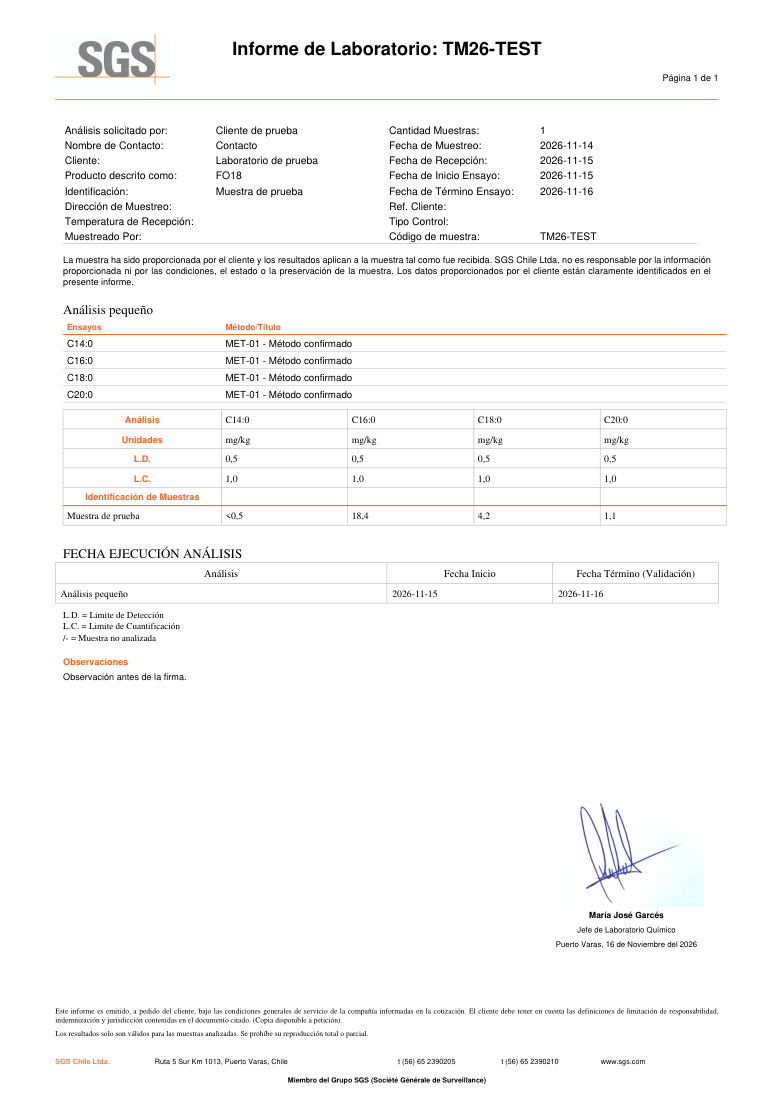 SGS
Informe de Laboratorio: TM26-TEST
Página 1 de 1
Análisis solicitado por: Cliente de prueba Cantidad Muestras: 1
Nombre de Contacto: Contacto Fecha de Muestreo: 2026-11-14
Cliente: Laboratorio de prueba Fecha de Recepción: 2026-11-15
Producto descrito como: FO18 Fecha de Inicio Ensayo: 2026-11-15
Identificación: Muestra de prueba Fecha de Término Ensayo: 2026-11-16
Dirección de Muestreo: Ref. Cliente:
Temperatura de Recepción: Tipo Control:
Muestreado Por: Código de muestra: TM26-TEST
La muestra ha sido proporcionada por el cliente y los resultados aplican a la muestra tal como fue recibida. SGS Chile Ltda. no es responsable por la información
proporcionada ni por las condiciones, el estado o la preservación de la muestra. Los datos proporcionados por el cliente están claramente identificados en el
presente informe.
Análisis pequeño
Ensayos Método/Título
C14:0 MET-01 - Método confirmado
C16:0 MET-01 - Método confirmado
C18:0 MET-01 - Método confirmado
C20:0 MET-01 - Método confirmado
Análisis C14:0 C16:0 C18:0 C20:0
Unidades mg/kg mg/kg mg/kg mg/kg
L.D. 0,5 0,5 0,5 0,5
L.C. 1,0 1,0 1,0 1,0
Identificación de Muestras
Muestra de prueba <0,5 18,4 4,2 1,1
FECHA EJECUCIÓN ANÁLISIS
Análisis Fecha Inicio Fecha Término (Validación)
Análisis pequeño 2026-11-15 2026-11-16
L.D. = Limite de Detección
L.C. = Limite de Cuantificación
/- = Muestra no analizada
Observaciones
Observación antes de la firma.
María José Garcés
Jefe de Laboratorio Químico
Puerto Varas, 16 de Noviembre del 2026
Este informe es emitido, a pedido del cliente, bajo las condiciones generales de servicio de la compañía informadas en la cotización. El cliente debe tener en cuenta las definiciones de limitación de responsabilidad,
indemnización y jurisdicción contenidas en el documento citado. (Copia disponible a petición).
Los resultados solo son válidos para las muestras analizadas. Se prohíbe su reproducción total o parcial.
SGS Chile Ltda. Ruta 5 Sur Km 1013, Puerto Varas, Chile t (56) 65 2390205 t (56) 65 2390210 www.sgs.com
Miembro del Grupo SGS (Société Générale de Surveillance)